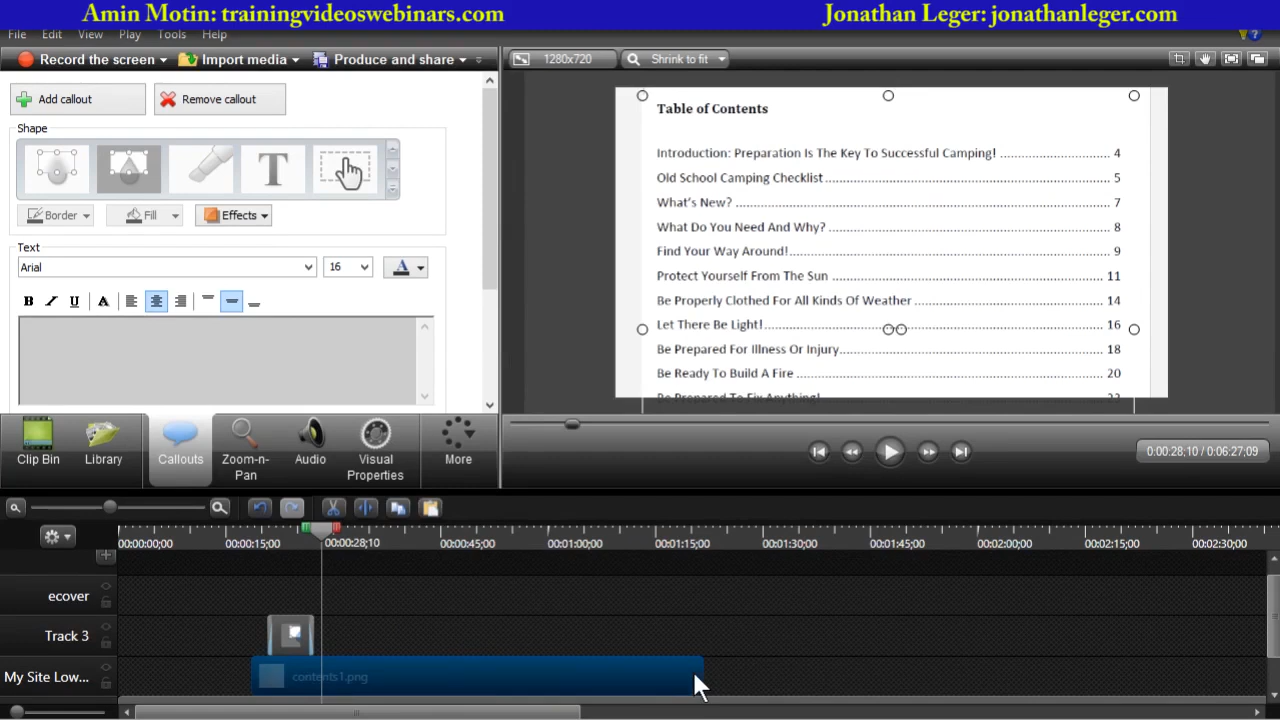 Amin Motin: trainingvideoswebinars.com Jonathan Leger: jonathanleger.com
File Edit View Play Tools Help
Record the screen Import media Produce and share 1280x720 Shrink to fit
Add callout Remove callout
Shape
T
Border Fill Effects
Text
Arial 16 A
B I U A
Table of Contents
Introduction: Preparation Is The Key To Successful Camping! 4
Old School Camping Checklist 5
What's New? 7
What Do You Need And Why? 8
Find Your Way Around! 9
Protect Yourself From The Sun 11
Be Properly Clothed For All Kinds Of Weather 14
Let There Be Light! 16
Be Prepared For Illness Or Injury 18
Be Ready To Build A Fire 20
Be Prepared To Fix Anything! 22
Clip Bin Library Callouts Zoom-n-Pan Audio Visual Properties More
0:00:28;10 / 0:06:27;09
00:00:00;00 00:00:15;00 00:00:28;10 00:00:45;00 00:01:00;00 00:01:15;00 00:01:30;00 00:01:45;00 00:02:00;00 00:02:15;00 00:02:30;00
ecover
Track 3
My Site Low... contents1.png